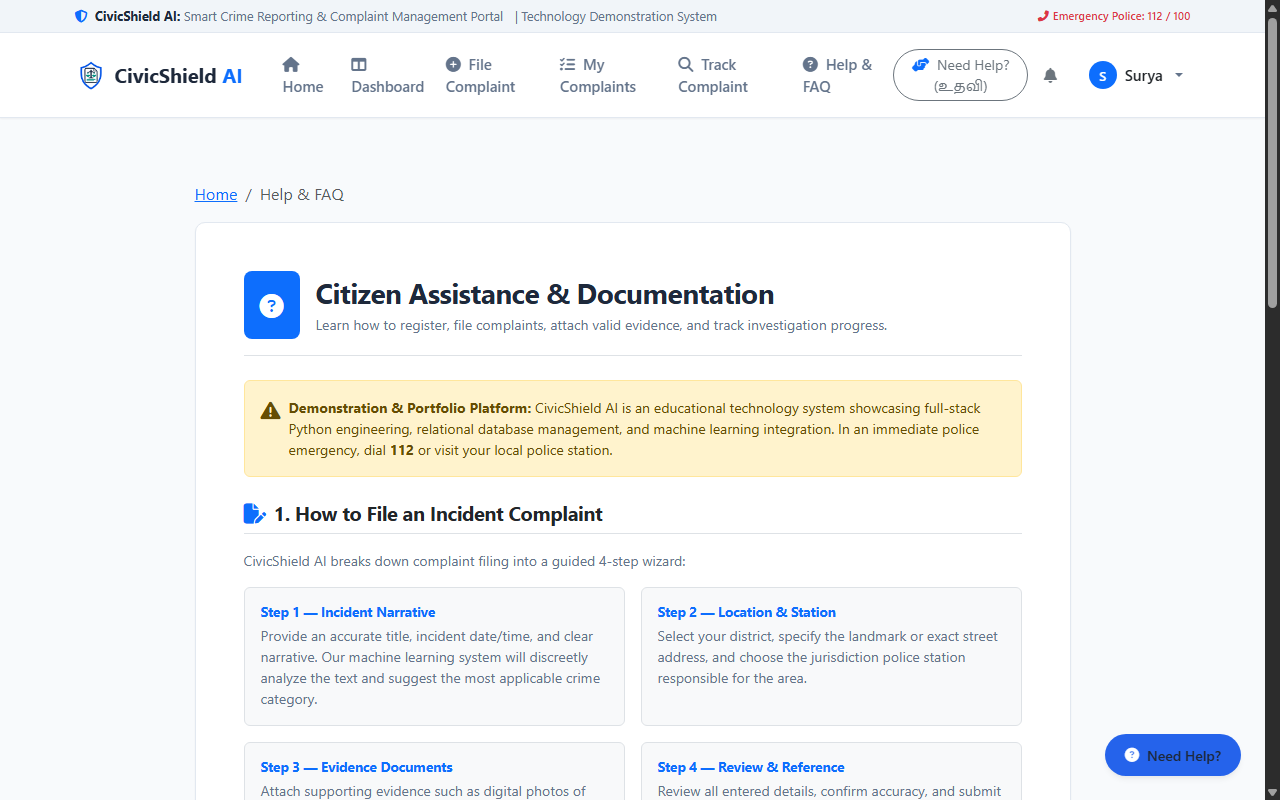 CivicShield AI: Smart Crime Reporting & Complaint Management Portal | Technology Demonstration System
Emergency Police: 112 / 100
CivicShield AI
Home
Dashboard
File Complaint
My Complaints
Track Complaint
Help & FAQ
Need Help? (உதவி)
S
Surya
Home / Help & FAQ
Citizen Assistance & Documentation
Learn how to register, file complaints, attach valid evidence, and track investigation progress.
Demonstration & Portfolio Platform: CivicShield AI is an educational technology system showcasing full-stack
Python engineering, relational database management, and machine learning integration. In an immediate police
emergency, dial 112 or visit your local police station.
1. How to File an Incident Complaint
CivicShield AI breaks down complaint filing into a guided 4-step wizard:
Step 1 — Incident Narrative
Provide an accurate title, incident date/time, and clear
narrative. Our machine learning system will discreetly
analyze the text and suggest the most applicable crime
category.
Step 2 — Location & Station
Select your district, specify the landmark or exact street
address, and choose the jurisdiction police station
responsible for the area.
Step 3 — Evidence Documents
Attach supporting evidence such as digital photos of
Step 4 — Review & Reference
Review all entered details, confirm accuracy, and submit
Need Help?